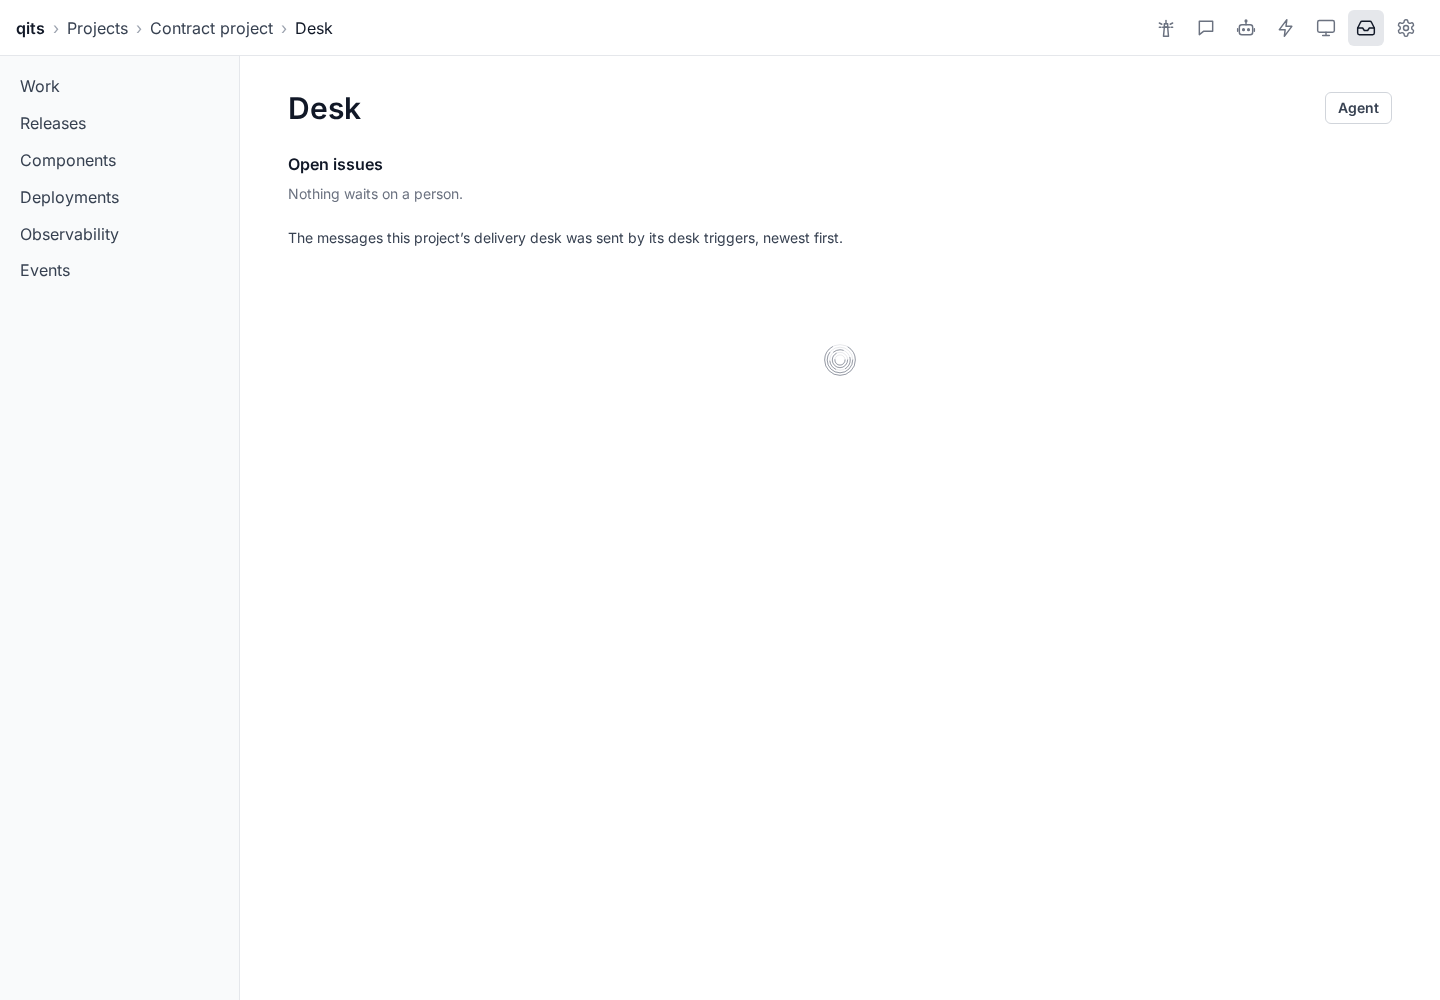 qits › Projects › Contract project › Desk
Work
Releases
Components
Deployments
Observability
Events
Desk
Agent
Open issues
Nothing waits on a person.
The messages this project’s delivery desk was sent by its desk triggers, newest first.